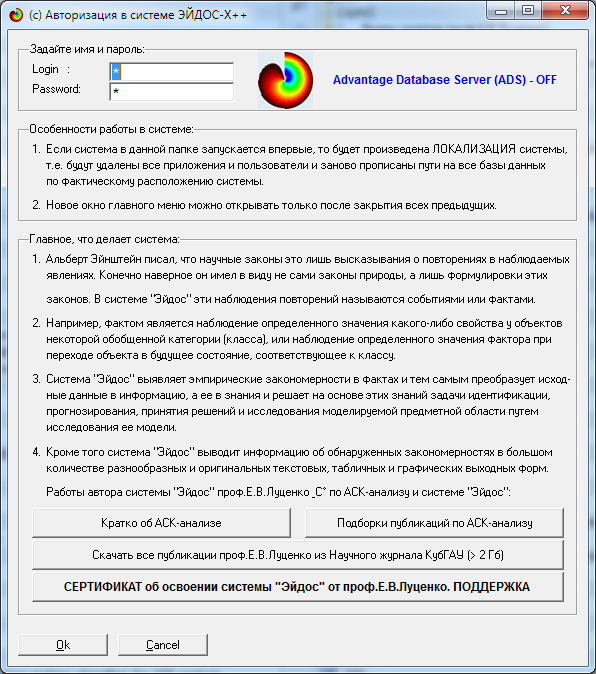 (c) Авторизация в системе ЭЙДОС-X++
Задайте имя и пароль:
Login :
*
Password:
*
Advantage Database Server (ADS) - OFF
Особенности работы в системе:
1. Если система в данной папке запускается впервые, то будет произведена ЛОКАЛИЗАЦИЯ системы,
т.е. будут удалены все приложения и пользователи и заново прописаны пути на все базы данных
по фактическому расположению системы.
2. Новое окно главного меню можно открывать только после закрытия всех предыдущих.
Главное, что делает система:
1. Альберт Эйнштейн писал, что научные законы это лишь высказывания о повторениях в наблюдаемых
явлениях. Конечно наверное он имел в виду не сами законы природы, а лишь формулировки этих
законов. В системе "Эйдос" эти наблюдения повторений называются событиями или фактами.
2. Например, фактом является наблюдение определенного значения какого-либо свойства у объектов
некоторой обобщенной категории (класса), или наблюдение определенного значения фактора при
переходе объекта в будущее состояние, соответствующее к классу.
3. Система "Эйдос" выявляет эмпирические закономерности в фактах и тем самым преобразует исход-
ные данные в информацию, а ее в знания и решает на основе этих знаний задачи идентификации,
прогнозирования, принятия решений и исследования моделируемой предметной области путем
исследования ее модели.
4. Кроме того система "Эйдос" выводит информацию об обнаруженных закономерностях в большом
количестве разнообразных и оригинальных текстовых, табличных и графических выходных форм.
Работы автора системы "Эйдос" проф.Е.В.Луценко _С° по АСК-анализу и системе "Эйдос":
Кратко об АСК-анализе
Подборки публикаций по АСК-анализу
Скачать все публикации проф.Е.В.Луценко из Научного журнала КубГАУ (> 2 Гб)
СЕРТИФИКАТ об освоении системы "Эйдос" от проф.Е.В.Луценко. ПОДДЕРЖКА
Ok
Cancel